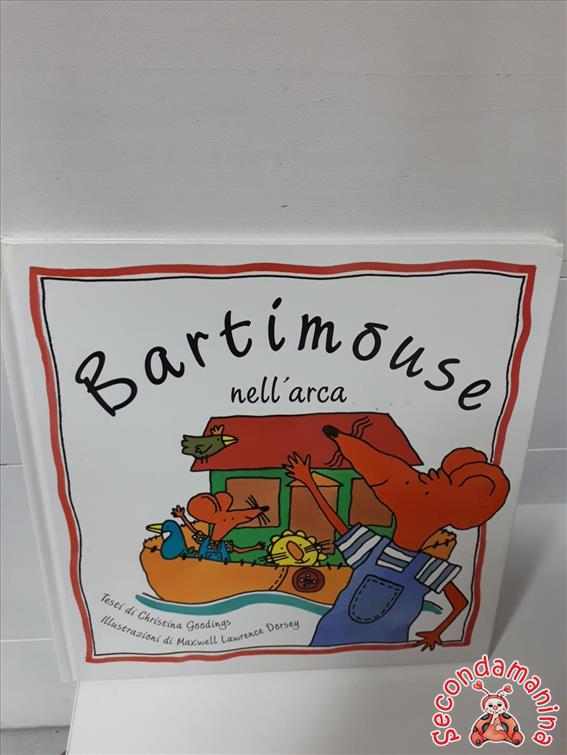 Bartimouse
nell'arca
Testi di Christina Goodings
Illustrazioni di Maxwell Lawrence Dorsey
Secondamanina